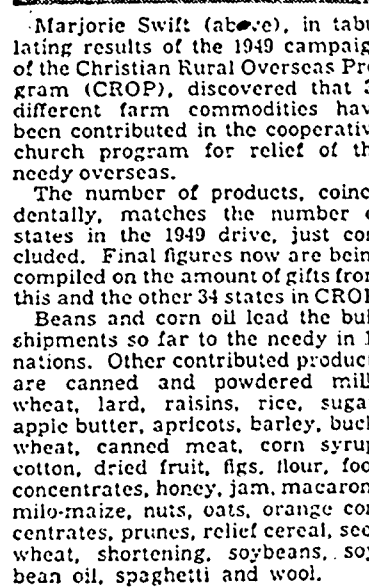 Marjorie Swift (above), in tabu
lating results of the 1949 campaig
of the Christian Rural Overseas Pro
gram (CROP), discovered that 3
different farm commodities hav
been contributed in the cooperativ
church program for relief of th
needy overseas.
The number of products, coinc
dentally, matches the number o
states in the 1949 drive, just con
cluded. Final figures now are bein
compiled on the amount of gifts from
this and the other 34 states in CROP
Beans and corn oil lead the bul
shipments so far to the needy in 1
nations. Other contributed produc
are canned and powdered milk
wheat, lard, raisins, rice, suga
apple butter, apricots, barley, buck
wheat, canned meat, corn syrup
cotton, dried fruit, figs, flour, foo
concentrates, honey, jam, macaron
milo-maize, nuts, oats, orange con
centrates, prunes, relief cereal, see
wheat, shortening, soybeans, soy
bean oil, spaghetti and wool.